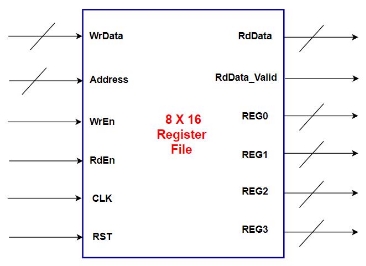 WrData
Address
WrEn
RdEn
CLK
RST
8 X 16
Register
File
RdData
RdData_Valid
REG0
REG1
REG2
REG3